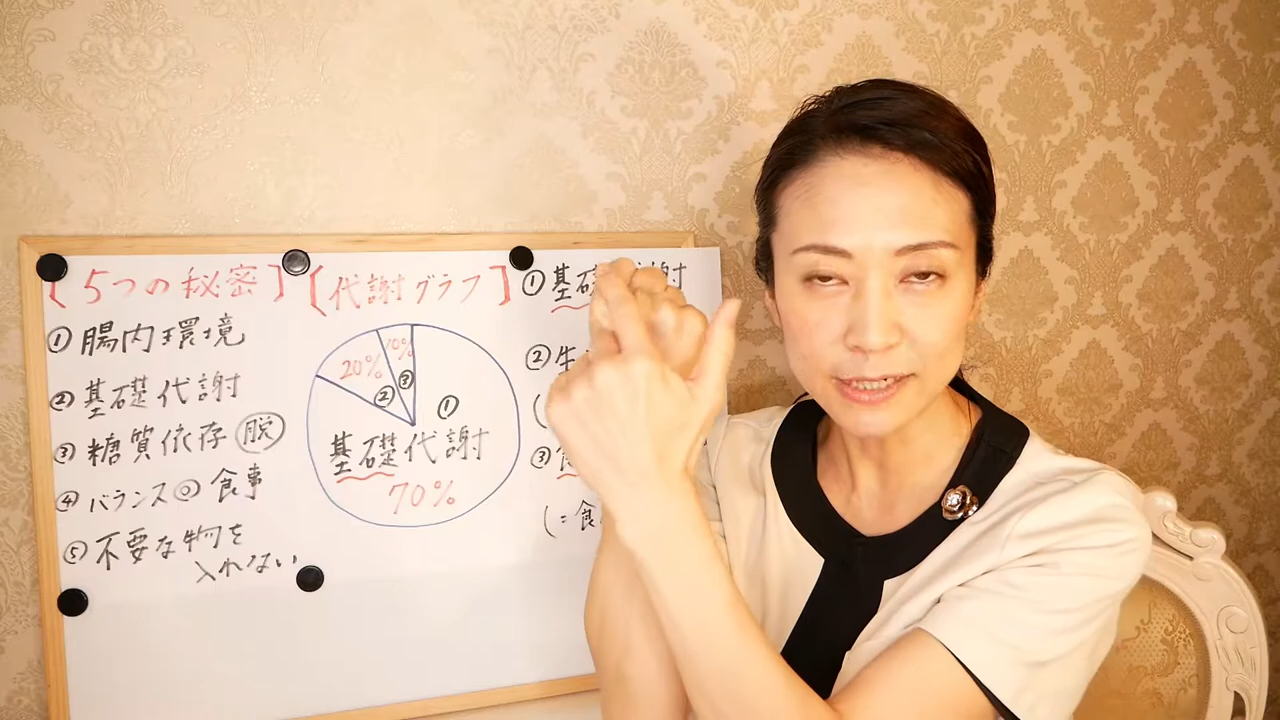 【5つの秘密】
①腸内環境
②基礎代謝
③糖質依存 脱
④バランス◎食事
⑤不要な物を
入れない
【代謝グラフ】
20%
10%
②
③
①
基礎代謝
70%
①基礎 謝
②生
(
③食
(=食